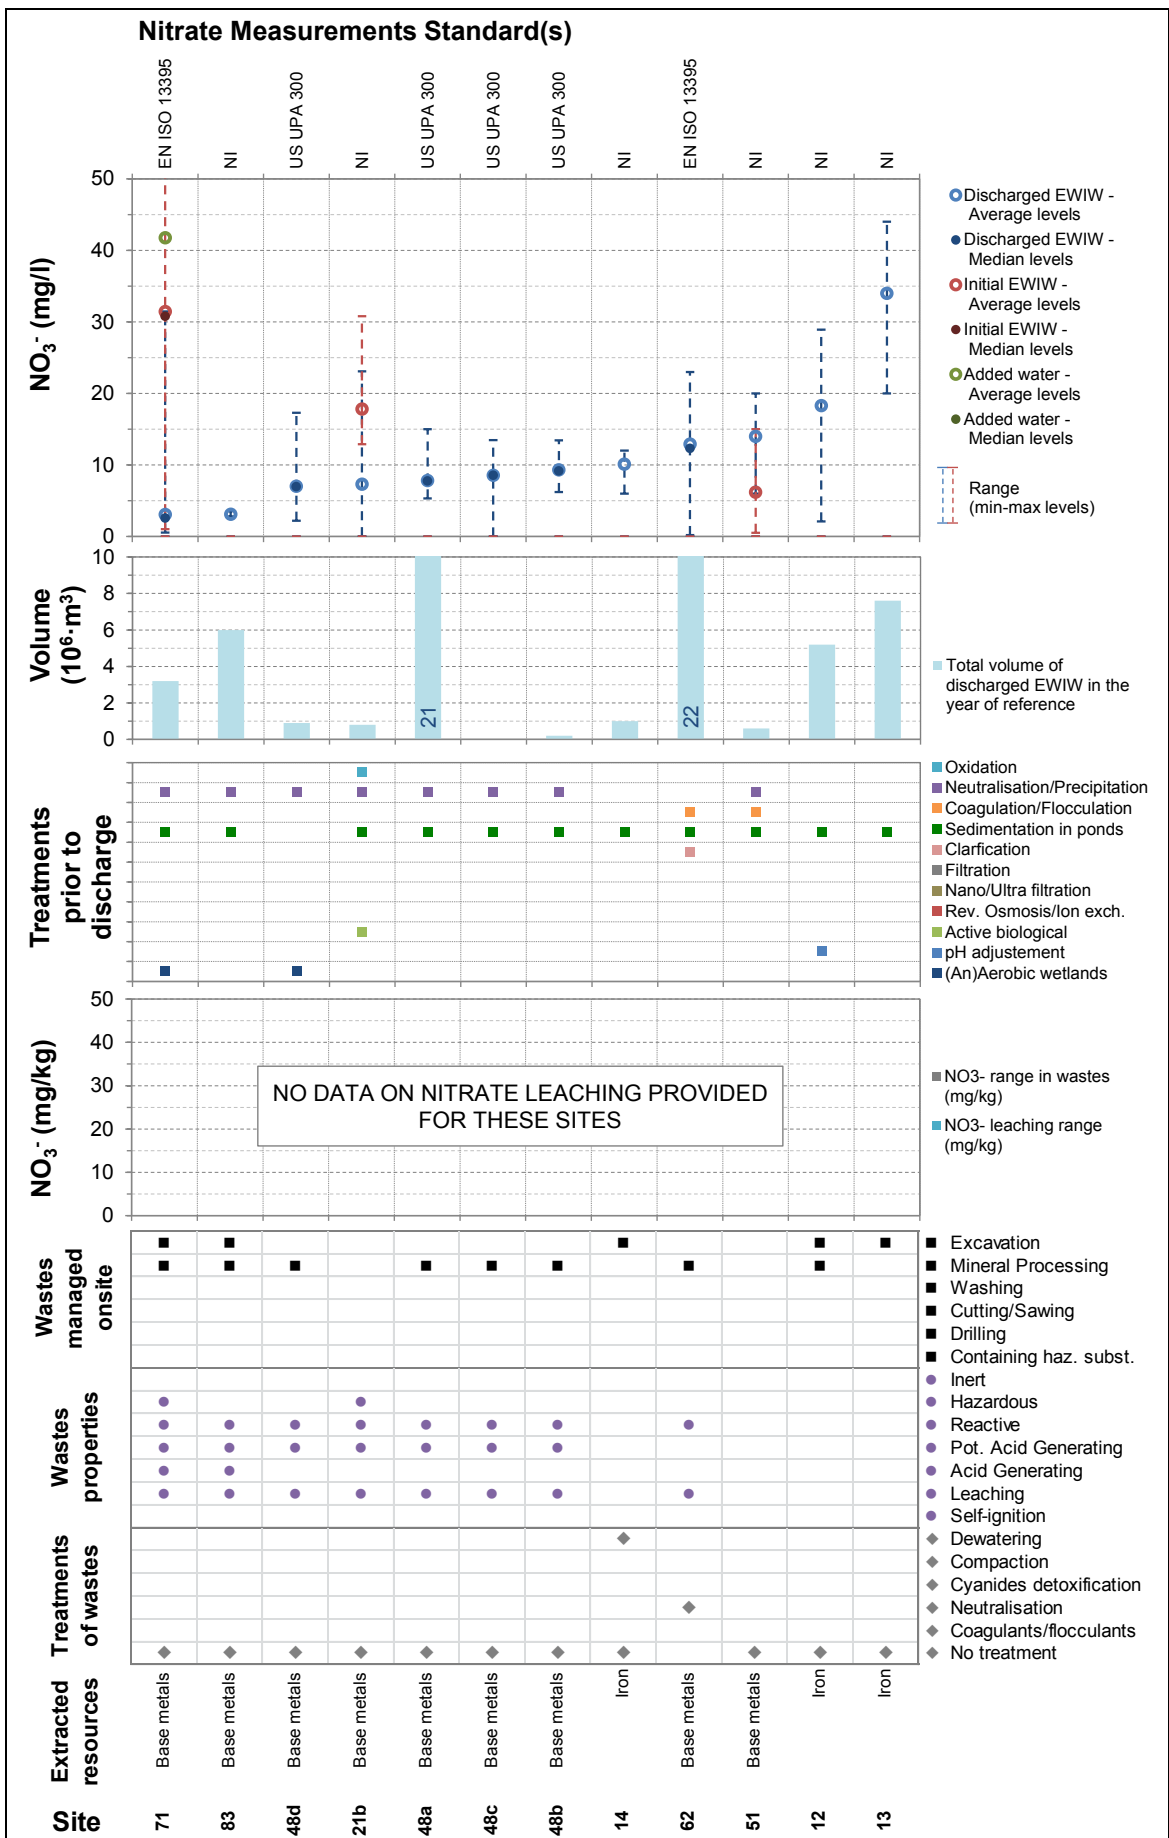 Nitrate Measurements Standard(s)
EN ISO 13395
NI
US UPA 300
NI
US UPA 300
US UPA 300
US UPA 300
NI
EN ISO 13395
NI
NI
NI
NO3- (mg/l)
50
40
30
20
10
0
Discharged EWIW -
Average levels
Discharged EWIW -
Median levels
Initial EWIW -
Average levels
Initial EWIW -
Median levels
Added water -
Average levels
Added water -
Median levels
Range
(min-max levels)
Volume
(10⁶·m³)
10
8
6
4
2
0
21
22
Total volume of
discharged EWIW in the
year of reference
Treatments
prior to
discharge
Oxidation
Neutralisation/Precipitation
Coagulation/Flocculation
Sedimentation in ponds
Clarfication
Filtration
Nano/Ultra filtration
Rev. Osmosis/Ion exch.
Active biological
pH adjustement
(An)Aerobic wetlands
NO3- (mg/kg)
50
40
30
20
10
0
NO DATA ON NITRATE LEACHING PROVIDED
FOR THESE SITES
NO3- range in wastes
(mg/kg)
NO3- leaching range
(mg/kg)
Wastes
managed
onsite
Excavation
Mineral Processing
Washing
Cutting/Sawing
Drilling
Containing haz. subst.
Wastes
properties
Inert
Hazardous
Reactive
Pot. Acid Generating
Acid Generating
Leaching
Self-ignition
Treatments
of wastes
Dewatering
Compaction
Cyanides detoxification
Neutralisation
Coagulants/flocculants
No treatment
Extracted
resources
Base metals
Base metals
Base metals
Base metals
Base metals
Base metals
Base metals
Iron
Base metals
Base metals
Iron
Iron
Site
71
83
48d
21b
48a
48c
48b
14
62
51
12
13